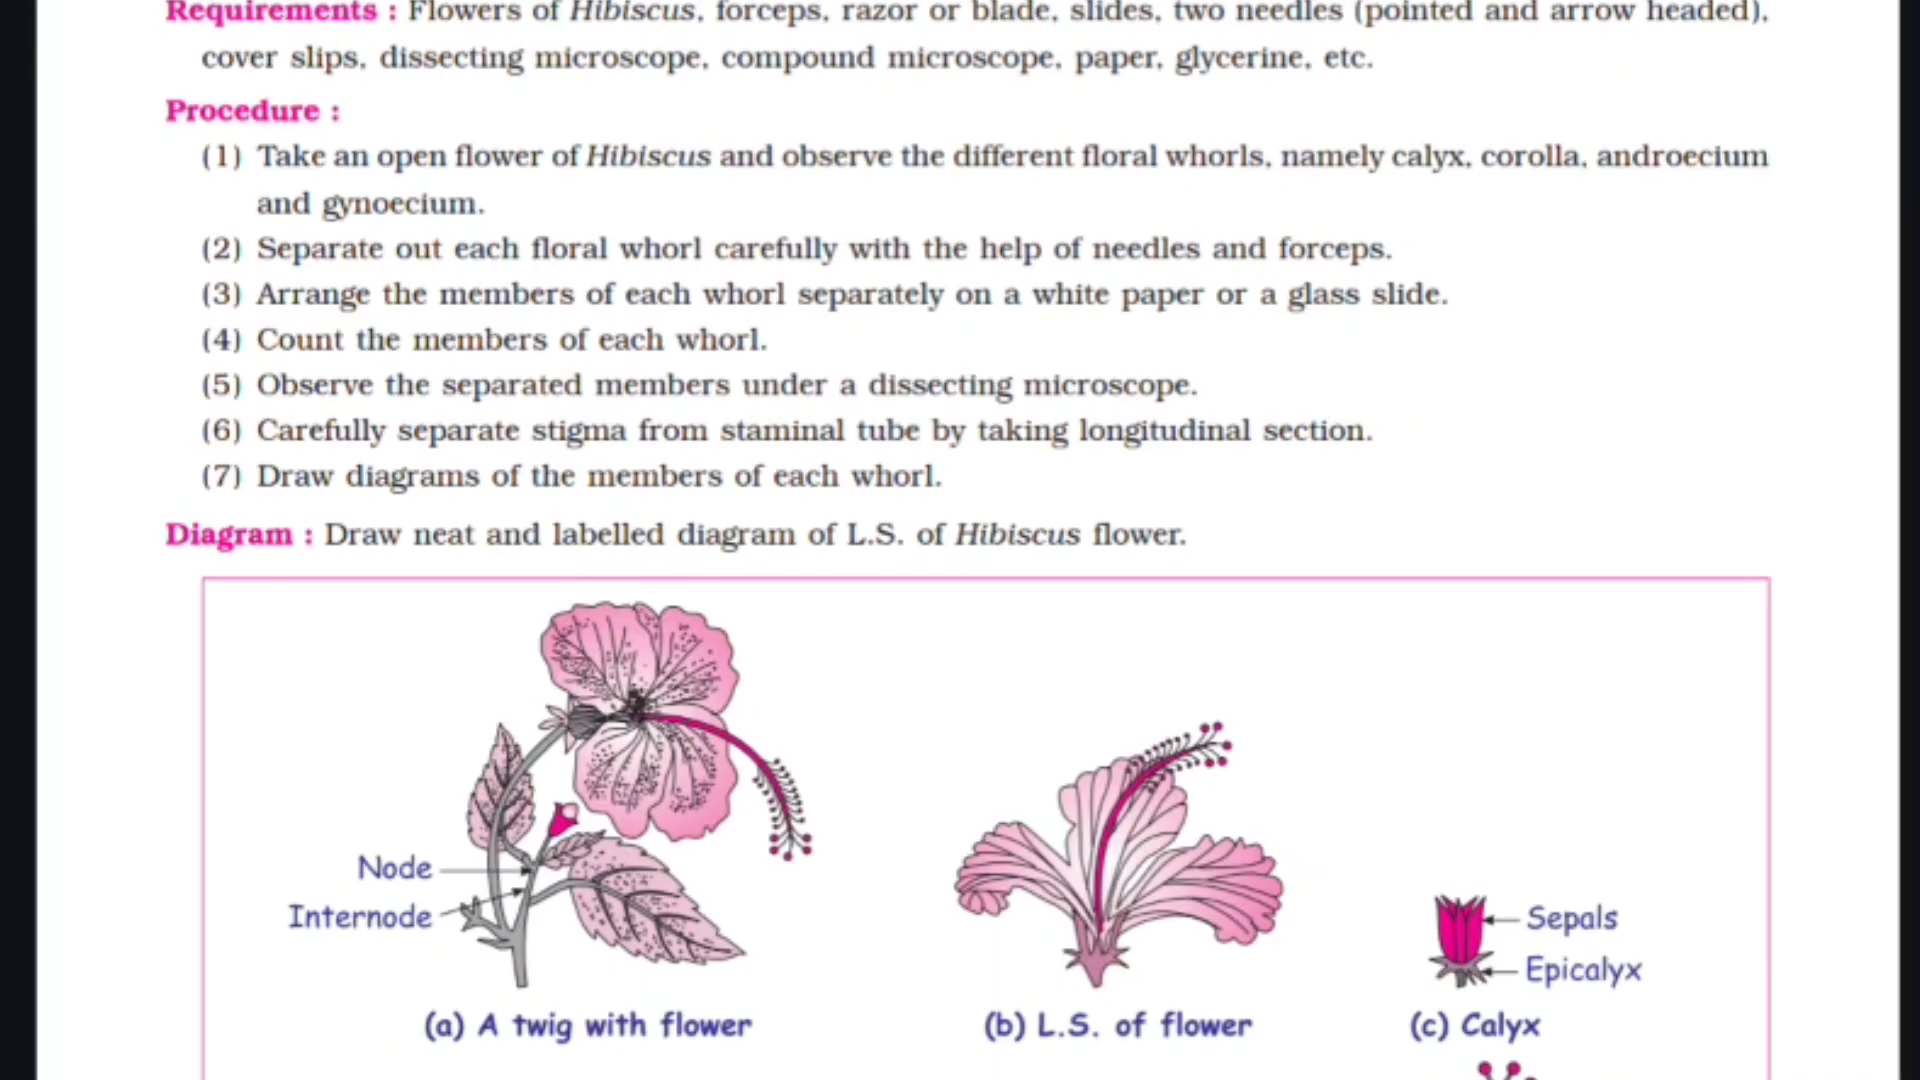 Requirements : Flowers of Hibiscus, forceps, razor or blade, slides, two needles (pointed and arrow headed),
cover slips, dissecting microscope, compound microscope, paper, glycerine, etc.
Procedure :
(1) Take an open flower of Hibiscus and observe the different floral whorls, namely calyx, corolla, androecium
and gynoecium.
(2) Separate out each floral whorl carefully with the help of needles and forceps.
(3) Arrange the members of each whorl separately on a white paper or a glass slide.
(4) Count the members of each whorl.
(5) Observe the separated members under a dissecting microscope.
(6) Carefully separate stigma from staminal tube by taking longitudinal section.
(7) Draw diagrams of the members of each whorl.
Diagram : Draw neat and labelled diagram of L.S. of Hibiscus flower.
Node
Internode
Sepals
Epicalyx
(a) A twig with flower
(b) L.S. of flower
(c) Calyx